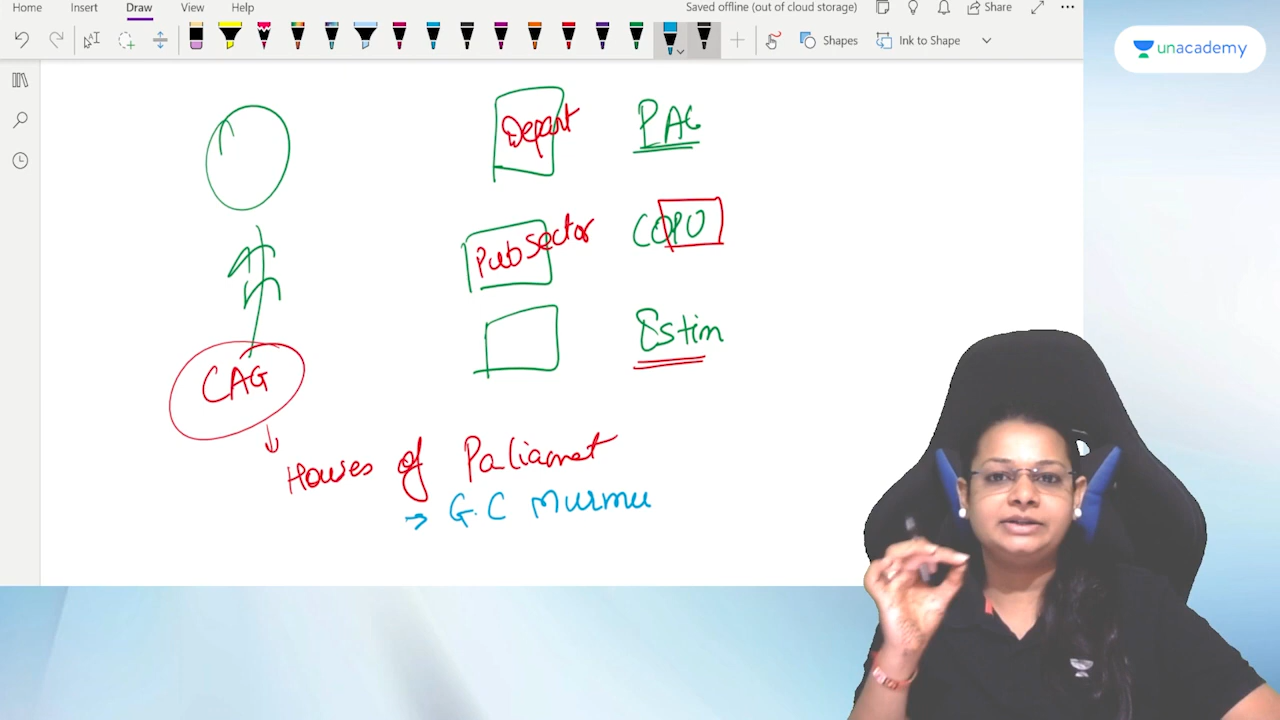 Home Insert Draw View Help Saved offline (out of cloud storage) Share
Shapes Ink to Shape
unacademy
Depart PAC
Pub Sector COPU
Estim
CAG
Houses of Paliamet
→ G.C Murmu